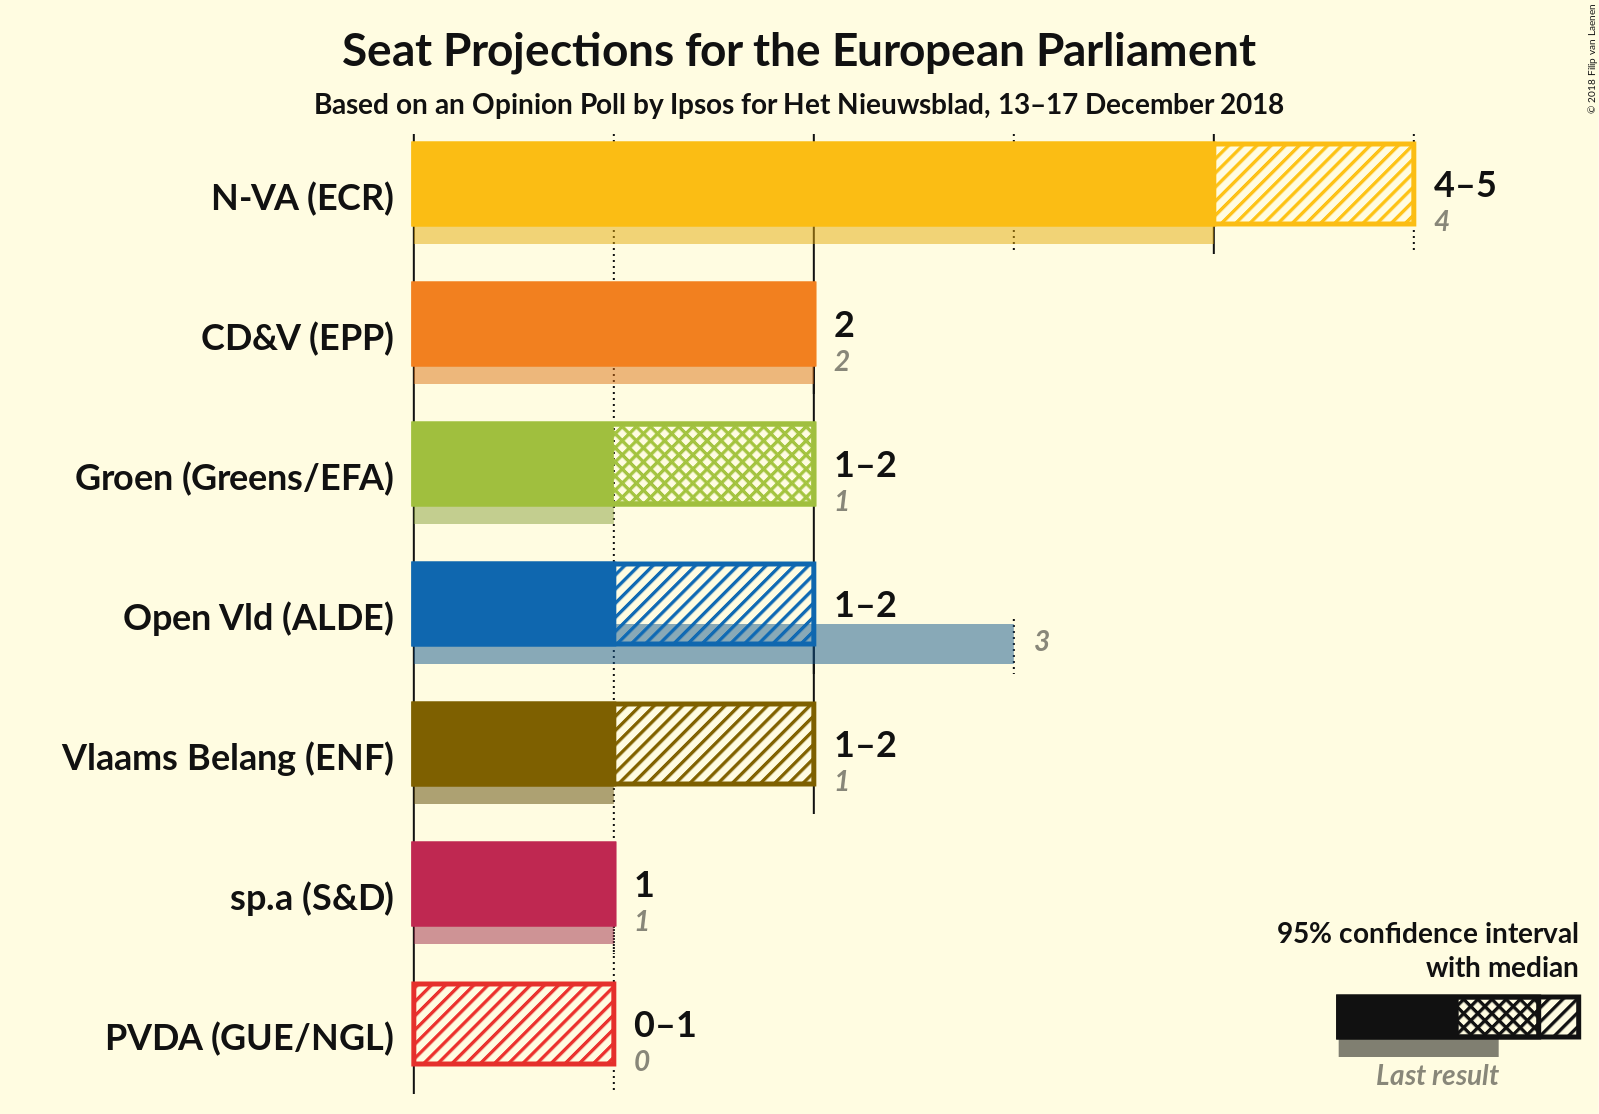 Seat Projections for the European Parliament
Based on an Opinion Poll by Ipsos for Het Nieuwsblad, 13–17 December 2018
© 2018 Filip van Laenen
N-VA (ECR)
4–5
4
CD&V (EPP)
2
2
Groen (Greens/EFA)
1–2
1
Open Vld (ALDE)
1–2
3
Vlaams Belang (ENF)
1–2
1
sp.a (S&D)
1
1
PVDA (GUE/NGL)
0–1
0
95% confidence interval
with median
Last result